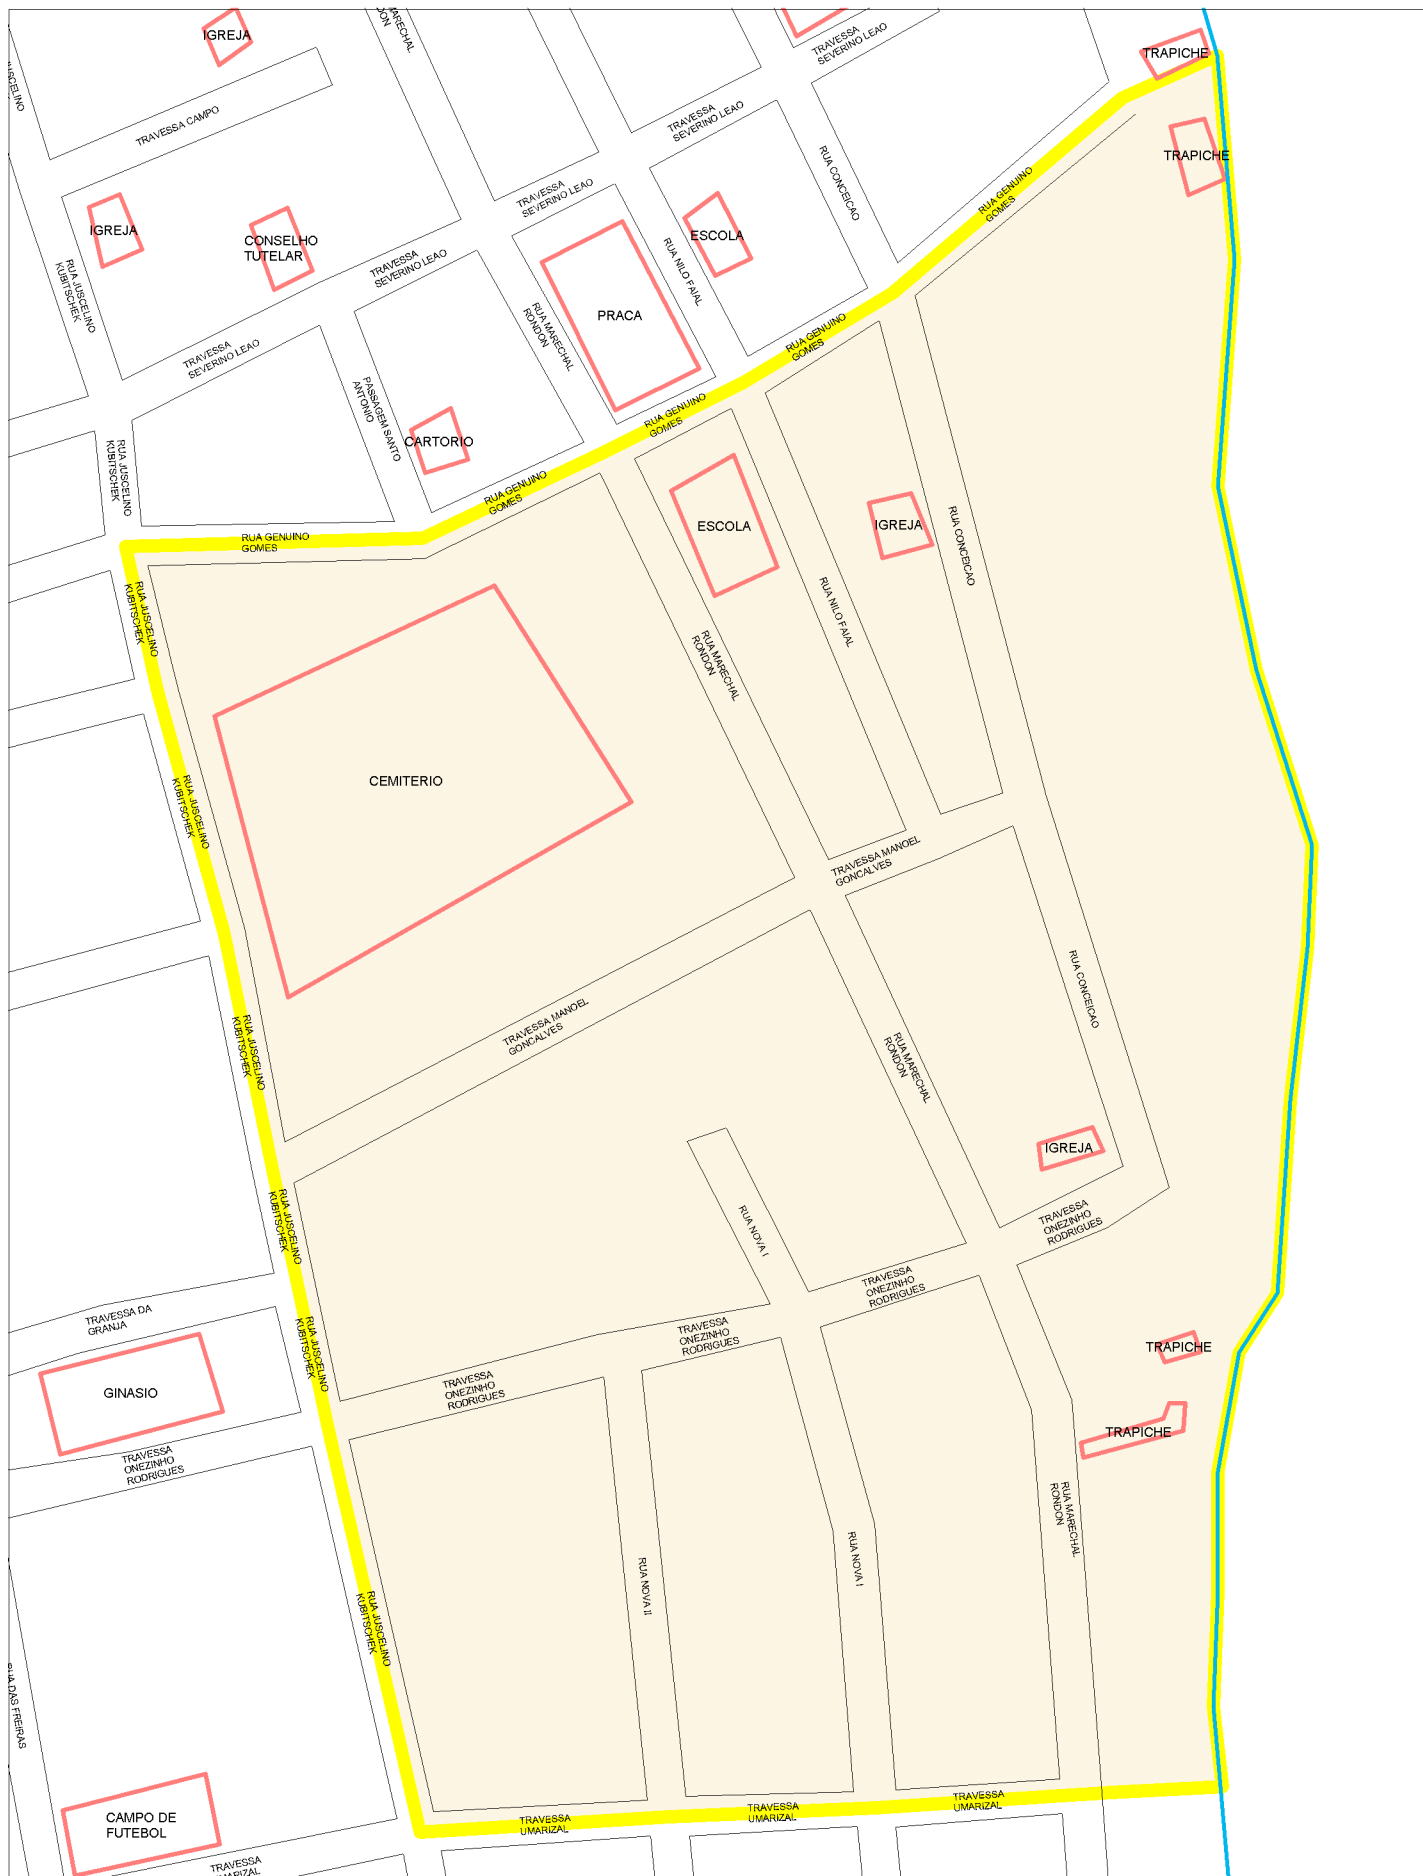 IGREJA
TRAPICHE
MARECHAL
TRAVESSA
SEVERINO LEAO
JUSCELINO
TRAVESSA CAMPO
TRAVESSA
SEVERINO LEAO
TRAPICHE
RUA CONCEICAO
TRAVESSA
SEVERINO LEAO
RUA GENUINO
GOMES
IGREJA
CONSELHO
TUTELAR
ESCOLA
TRAVESSA
SEVERINO LEAO
RUA NILO FAIAL
RUA JUSCELINO
KUBITSCHEK
PRACA
RUA MARECHAL
RONDON
RUA GENUINO
GOMES
TRAVESSA
SEVERINO LEAO
PASSAGEM SANTO
ANTONIO
RUA GENUINO
GOMES
CARTORIO
RUA JUSCELINO
KUBITSCHEK
RUA GENUINO
GOMES
ESCOLA
IGREJA
RUA CONCEICAO
RUA GENUINO
GOMES
RUA JUSCELINO
KUBITSCHEK
RUA NILO FAIAL
RUA MARECHAL
RONDON
CEMITERIO
RUA JUSCELINO
KUBITSCHEK
TRAVESSA MANOEL
GONCALVES
RUA CONCEICAO
TRAVESSA MANOEL
GONCALVES
RUA JUSCELINO
KUBITSCHEK
RUA MARECHAL
RONDON
IGREJA
RUA JUSCELINO
KUBITSCHEK
RUA NOVA I
TRAVESSA
ONEZINHO
RODRIGUES
TRAVESSA
ONEZINHO
RODRIGUES
TRAVESSA DA
GRANJA
TRAVESSA
ONEZINHO
RODRIGUES
TRAPICHE
RUA JUSCELINO
KUBITSCHEK
GINASIO
TRAVESSA
ONEZINHO
RODRIGUES
TRAPICHE
TRAVESSA
ONEZINHO
RODRIGUES
RUA MARECHAL
RONDON
RUA NOVA I
RUA NOVA II
RUA JUSCELINO
KUBITSCHEK
RUA DAS FREIRAS
CAMPO DE
FUTEBOL
TRAVESSA
UMARIZAL
TRAVESSA
UMARIZAL
TRAVESSA
UMARIZAL
TRAVESSA
UMARIZAL